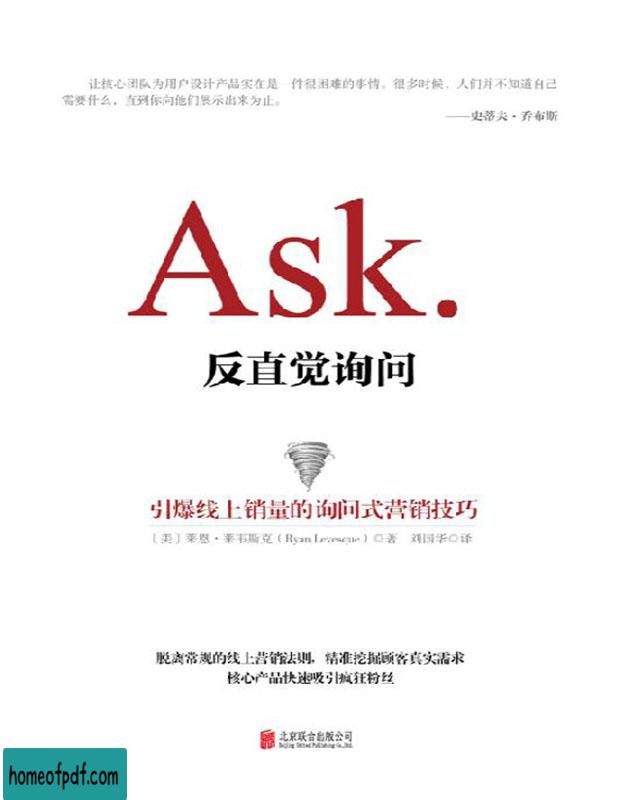 让核心团队为用户设计产品实在是一件很困难的事情。很多时候，人们并不知道自己
需要什么，直到你向他们展示出来为止。
——史蒂夫·乔布斯
Ask.
反直觉询问
引爆线上销量的询问式营销技巧
〔美〕莱恩·莱韦斯克（Ryan Levesque）◎著 刘国华◎译
脱离常规的线上营销法则，精准挖掘顾客真实需求
核心产品快速吸引疯狂粉丝
北京联合出版公司
Beijing United Publishing Co.,Ltd.
homeofpdf.com